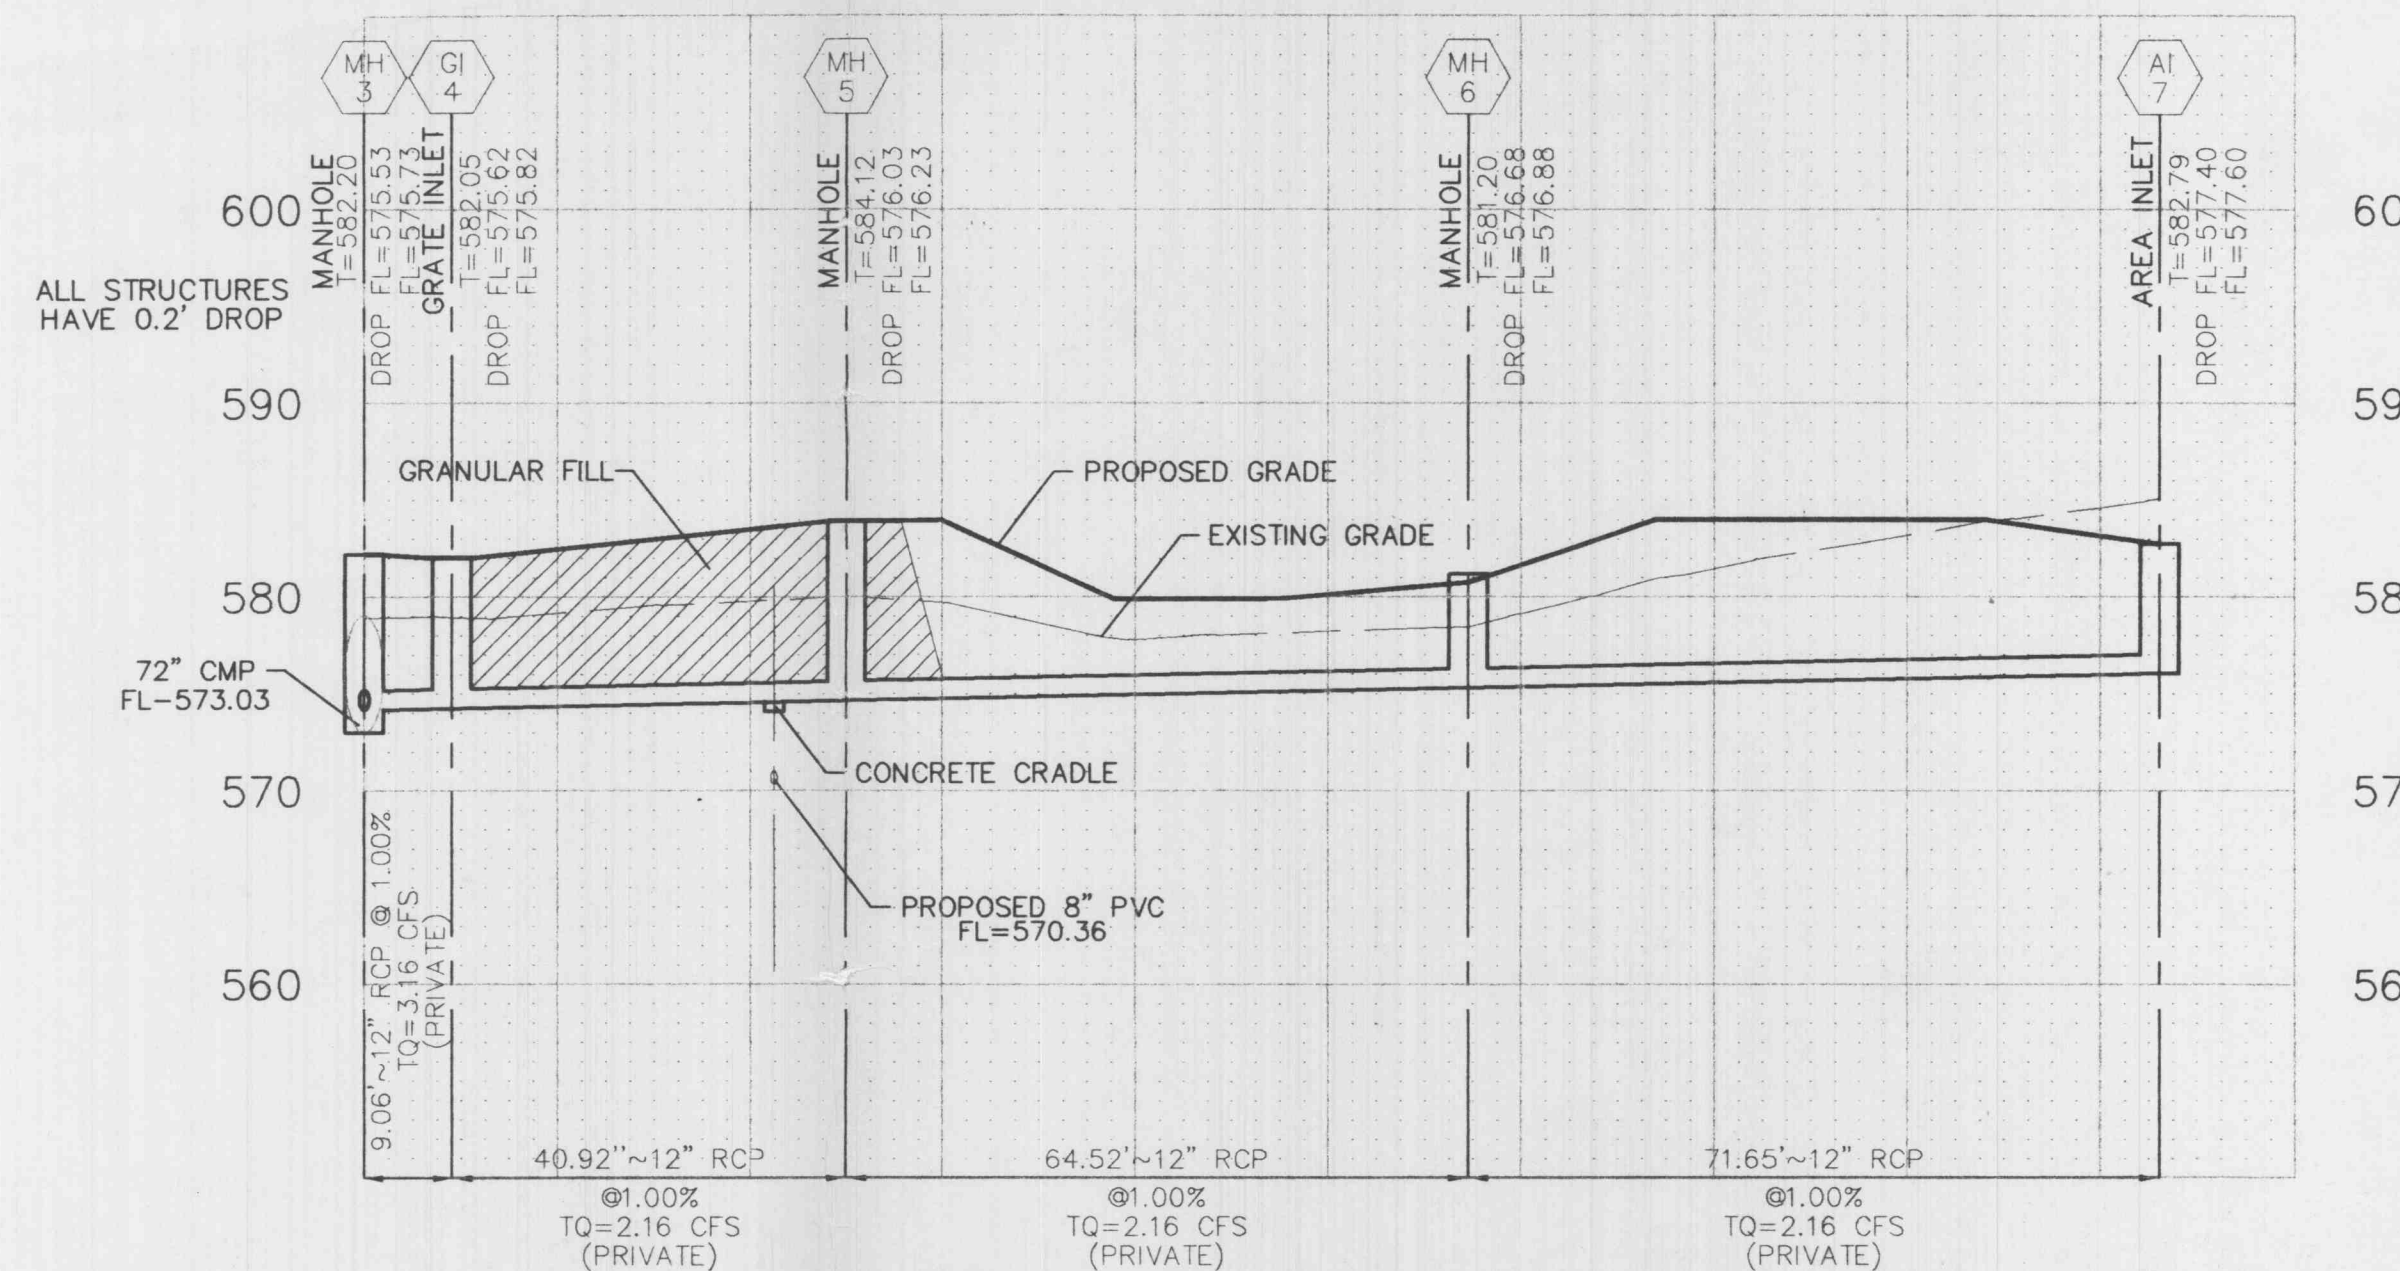 MH
3
GI
4
MH
5
MH
6
AI
7
MANHOLE
T=582.20
DROP FL=575.53
FL=575.73
GRATE INLET
T=582.05
DROP FL=575.62
FL=575.82
MANHOLE
T=584.12
DROP FL=576.03
FL=576.23
MANHOLE
T=581.20
DROP FL=576.68
FL=576.88
AREA INLET
T=582.79
DROP FL=577.40
FL=577.60
ALL STRUCTURES
HAVE 0.2' DROP
600
60
590
59
580
58
570
57
560
56
GRANULAR FILL
PROPOSED GRADE
EXISTING GRADE
72" CMP
FL-573.03
CONCRETE CRADLE
PROPOSED 8" PVC
FL=570.36
9.06'~12" RCP @ 1.00%
TQ=3.16 CFS
(PRIVATE)
40.92''~12" RCP
@1.00%
TQ=2.16 CFS
(PRIVATE)
64.52'~12" RCP
@1.00%
TQ=2.16 CFS
(PRIVATE)
71.65'~12" RCP
@1.00%
TQ=2.16 CFS
(PRIVATE)